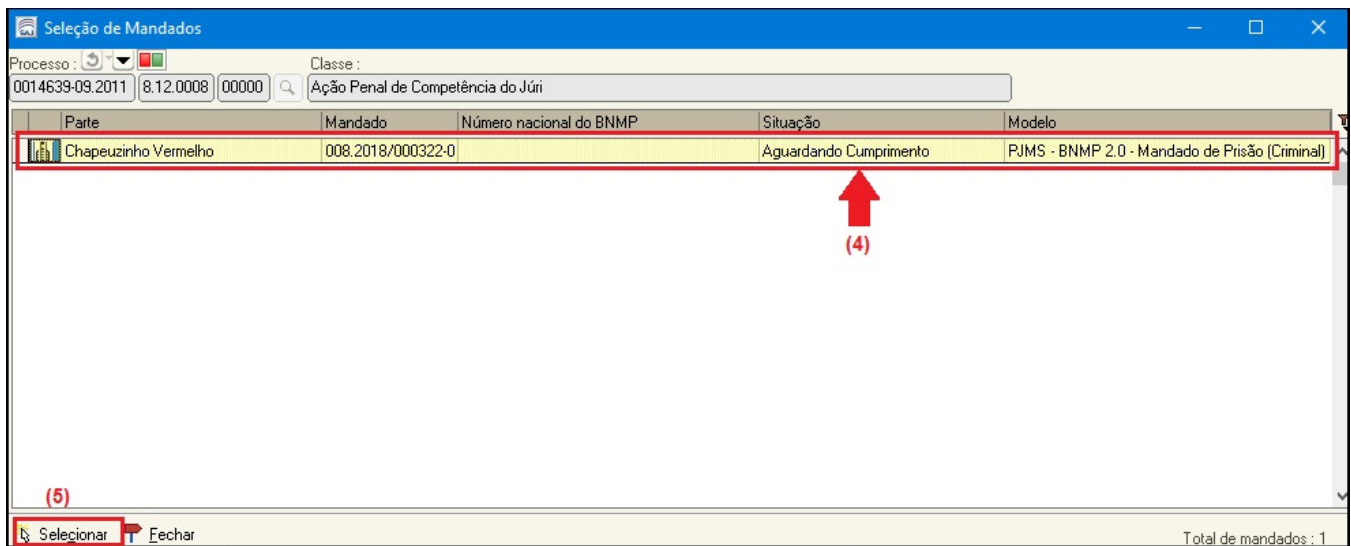 Seleção de Mandados
Processo : Classe :
0014639-09.2011 8.12.0008 00000 Ação Penal de Competência do Júri
Parte Mandado Número nacional do BNMP Situação Modelo
Chapeuzinho Vermelho 008.2018/000322-0 Aguardando Cumprimento PJMS - BNMP 2.0 - Mandado de Prisão (Criminal)
(4)
(5)
Selecionar Fechar Total de mandados : 1